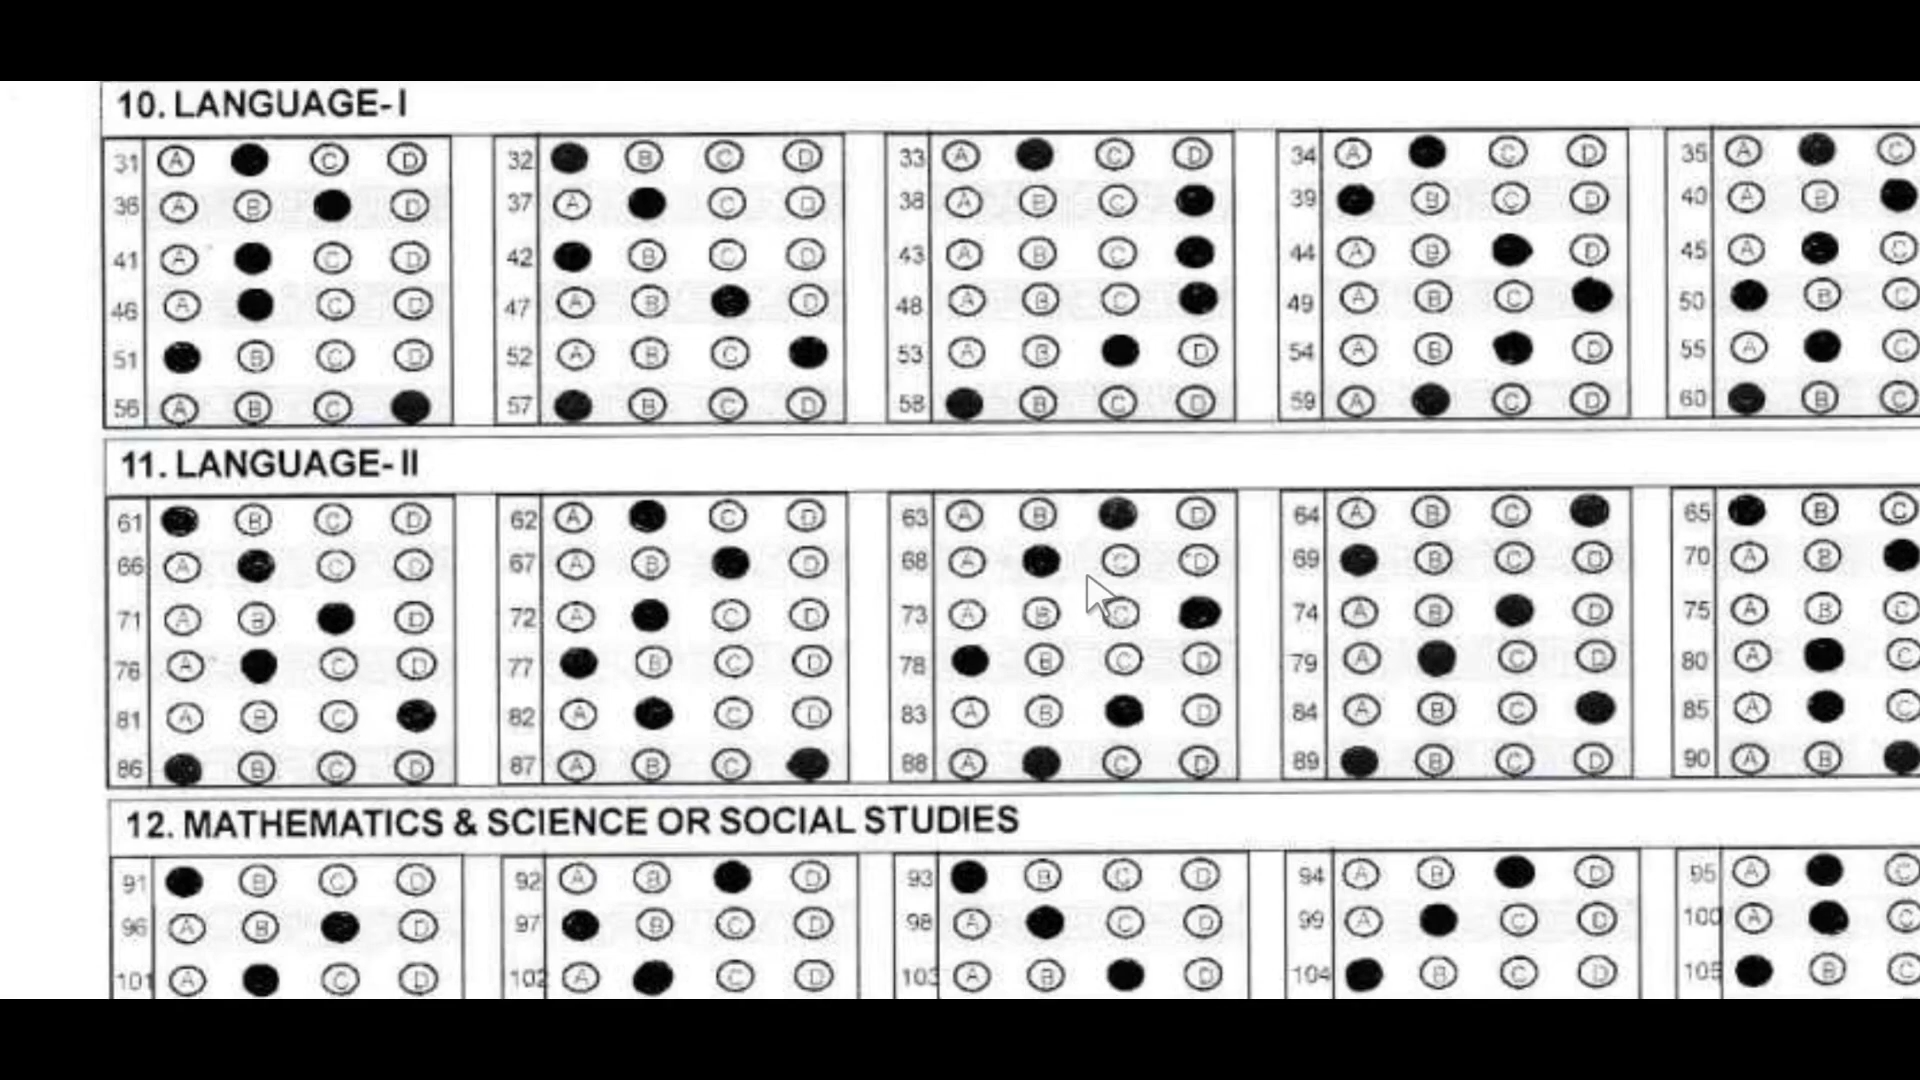 10. LANGUAGE-I
31 A C D 32 B C D 33 A C D 34 A C D 35 A C
36 A B D 37 A C D 38 A B C 39 B C D 40 A B
41 A C D 42 B C D 43 A B C 44 A B D 45 A C
46 A C D 47 A B D 48 A B C 49 A B C 50 B C
51 B C D 52 A B C 53 A B D 54 A B D 55 A C
56 A B C 57 B C D 58 B C D 59 A C D 60 B C
11. LANGUAGE-II
61 B C D 62 A C D 63 A B D 64 A B C 65 B C
66 A C D 67 A B D 68 A C D 69 B C D 70 A B
71 A B D 72 A C D 73 A B C 74 A B D 75 A B C
76 A C D 77 B C D 78 B C D 79 A C D 80 A C
81 A B C 82 A C D 83 A B D 84 A B C 85 A C
86 B C D 87 A B C 88 A C D 89 B C D 90 A B
12. MATHEMATICS & SCIENCE OR SOCIAL STUDIES
91 B C D 92 A B D 93 B C D 94 A B D 95 A C
96 A B D 97 B C D 98 A C D 99 A C D 100 A C
101 A C D 102 A C D 103 A B D 104 B C D 105 B C